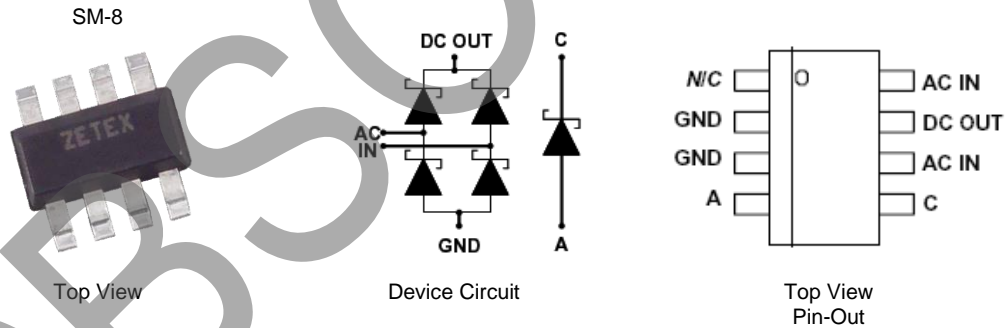 SM-8
ZETEX
Top View
DC OUT
AC
IN
GND
C
A
Device Circuit
N/C
GND
GND
A
AC IN
DC OUT
AC IN
C
Top View
Pin-Out